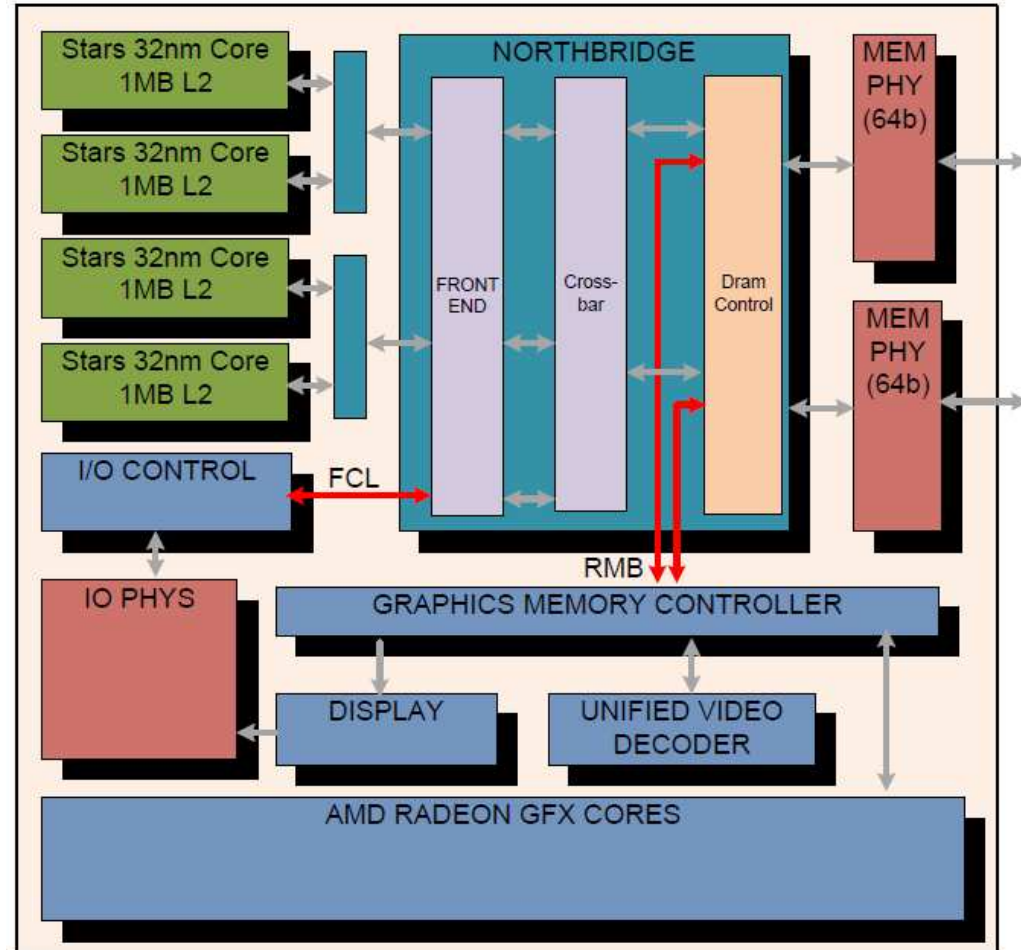 Stars 32nm Core
1MB L2
Stars 32nm Core
1MB L2
Stars 32nm Core
1MB L2
Stars 32nm Core
1MB L2
NORTHBRIDGE
FRONT
END
Cross-
bar
Dram
Control
MEM
PHY
(64b)
MEM
PHY
(64b)
I/O CONTROL
FCL
RMB
IO PHYS
GRAPHICS MEMORY CONTROLLER
DISPLAY
UNIFIED VIDEO
DECODER
AMD RADEON GFX CORES